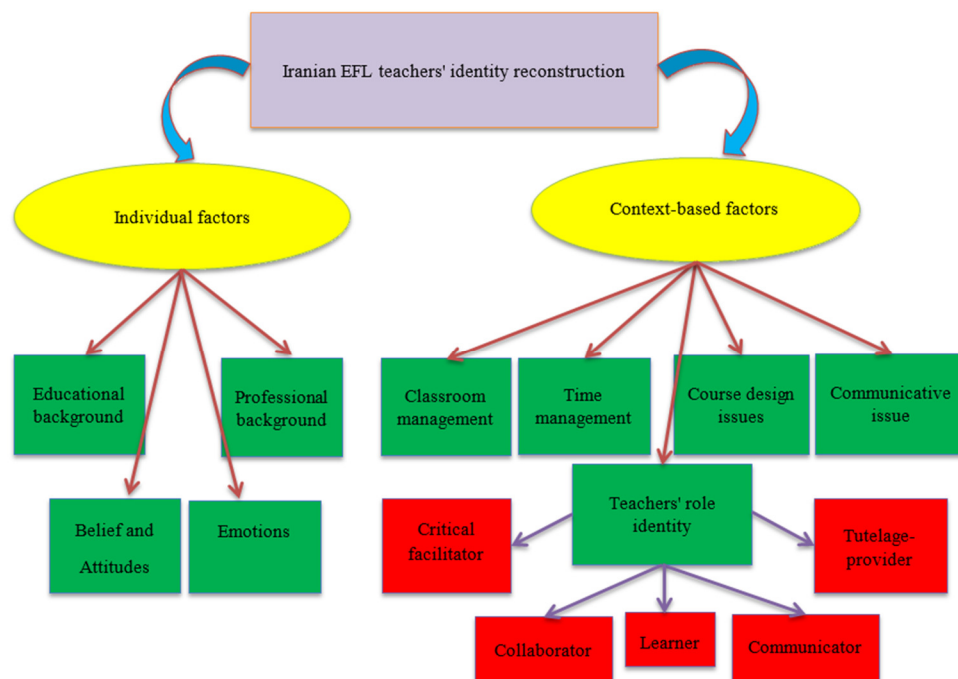 Iranian EFL teachers' identity reconstruction
Individual factors
Context-based factors
Educational
background
Professional
background
Classroom
management
Time
management
Course design
issues
Communicative
issue
Belief and
Attitudes
Emotions
Teachers' role
identity
Critical
facilitator
Tutelage-
provider
Collaborator
Learner
Communicator